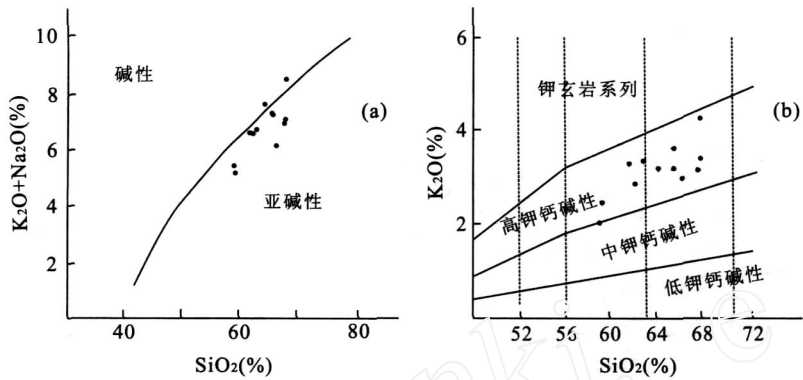 10
8
6
4
2
K₂O+Na₂O(%)
碱性
(a)
亚碱性
40
60
80
SiO₂(%)
6
4
2
K₂O(%)
钾玄岩系列
(b)
高钾钙碱性
中钾钙碱性
低钾钙碱性
52
56
60
64
68
72
SiO₂(%)